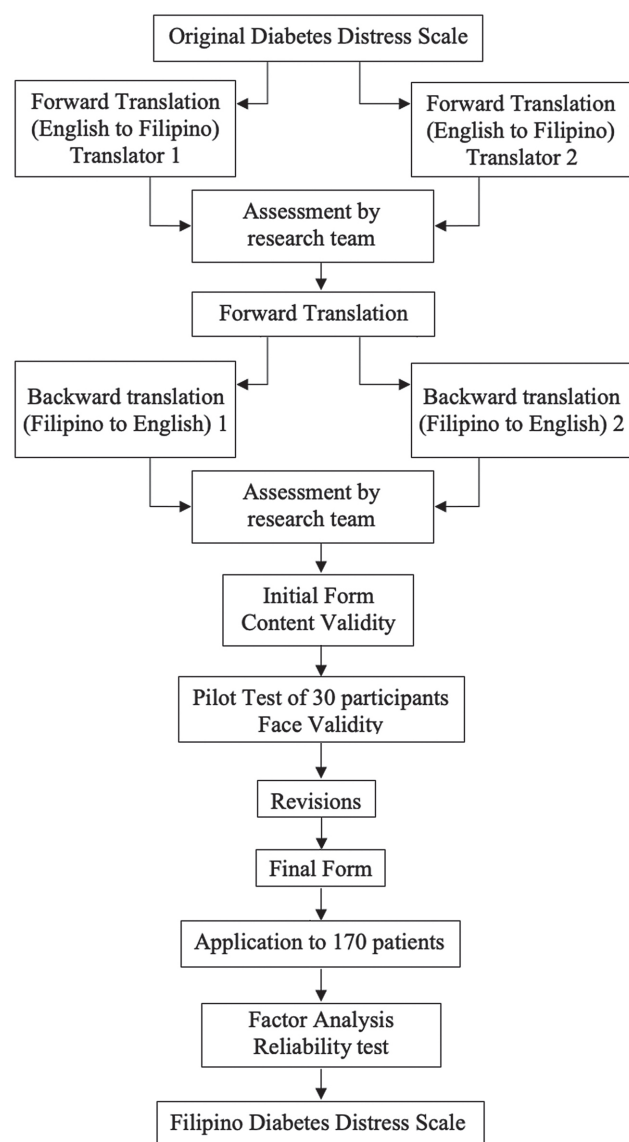 Original Diabetes Distress Scale
Forward Translation
(English to Filipino)
Translator 1
Forward Translation
(English to Filipino)
Translator 2
Assessment by
research team
Forward Translation
Backward translation
(Filipino to English) 1
Backward translation
(Filipino to English) 2
Assessment by
research team
Initial Form
Content Validity
Pilot Test of 30 participants
Face Validity
Revisions
Final Form
Application to 170 patients
Factor Analysis
Reliability test
Filipino Diabetes Distress Scale